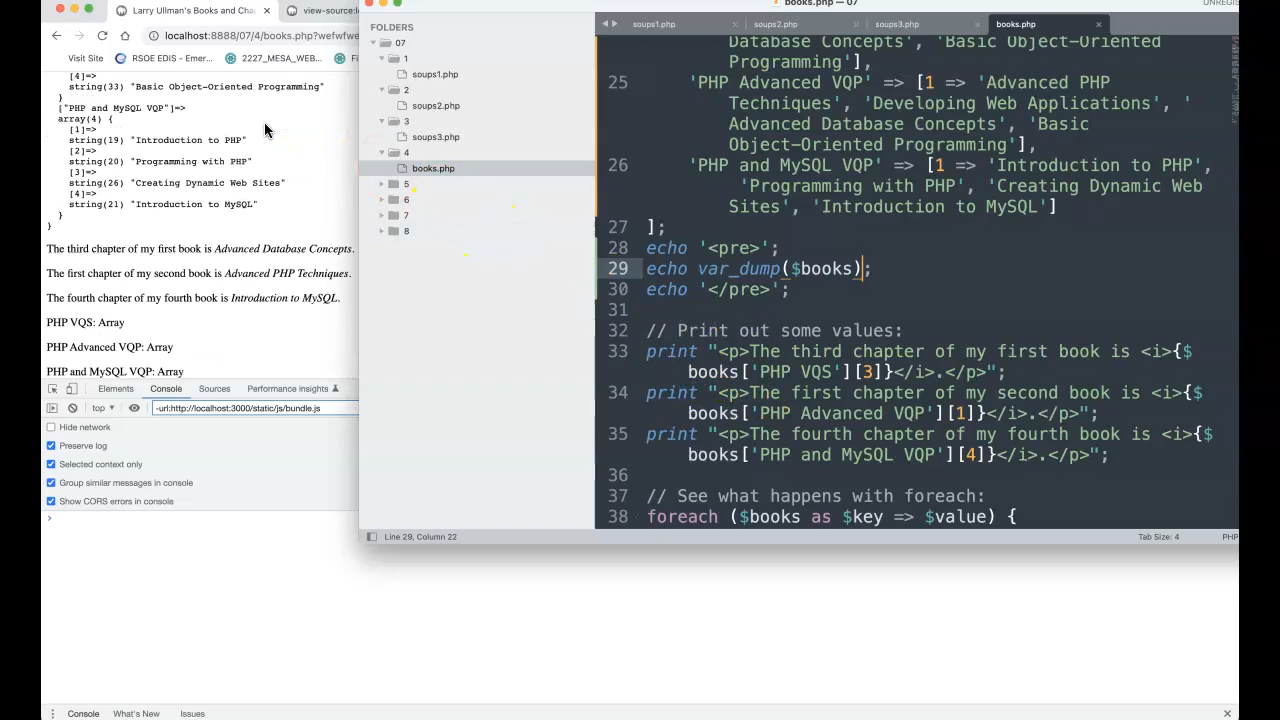 Larry Ullman's Books and Cha
view-source:lo
localhost:8888/07/4/books.php?wefwfwe
Visit Site
RSOE EDIS - Emer...
2227_MESA_WEB...
[4]=>
string(33) "Basic Object-Oriented Programming"
}
["PHP and MySQL VQP"]=>
array(4) {
[1]=>
string(19) "Introduction to PHP"
[2]=>
string(20) "Programming with PHP"
[3]=>
string(26) "Creating Dynamic Web Sites"
[4]=>
string(21) "Introduction to MySQL"
}
}
The third chapter of my first book is Advanced Database Concepts.
The first chapter of my second book is Advanced PHP Techniques.
The fourth chapter of my fourth book is Introduction to MySQL.
PHP VQS: Array
PHP Advanced VQP: Array
PHP and MySQL VQP: Array
Elements
Console
Sources
Performance insights
top
-url:http://localhost:3000/static/js/bundle.js
Hide network
Preserve log
Selected context only
Group similar messages in console
Show CORS errors in console
Console
What's New
Issues
books.php — 07
UNREGIS
FOLDERS
07
1
soups1.php
2
soups2.php
3
soups3.php
4
books.php
5
6
7
8
soups1.php
soups2.php
soups3.php
books.php
Database Concepts', 'Basic Object-Oriented
Programming'],
25 'PHP Advanced VQP' => [1 => 'Advanced PHP
Techniques', 'Developing Web Applications', '
Advanced Database Concepts', 'Basic
Object-Oriented Programming'],
26 'PHP and MySQL VQP' => [1 => 'Introduction to PHP',
'Programming with PHP', 'Creating Dynamic Web
Sites', 'Introduction to MySQL']
27 ];
28 echo '<pre>';
29 echo var_dump($books);
30 echo '</pre>';
31
32 // Print out some values:
33 print "<p>The third chapter of my first book is <i>{$
books['PHP VQS'][3]}</i>.</p>";
34 print "<p>The first chapter of my second book is <i>{$
books['PHP Advanced VQP'][1]}</i>.</p>";
35 print "<p>The fourth chapter of my fourth book is <i>{$
books['PHP and MySQL VQP'][4]}</i>.</p>";
36
37 // See what happens with foreach:
38 foreach ($books as $key => $value) {
Line 29, Column 22
Tab Size: 4
PHP